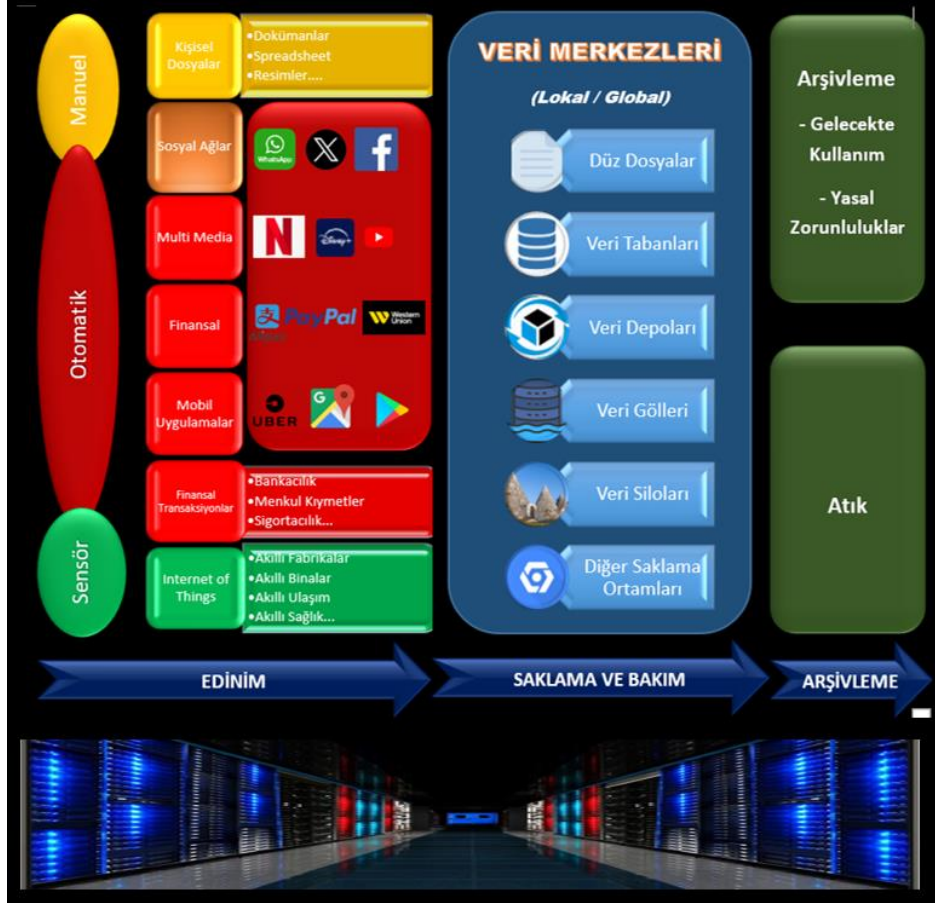 Manuel
Otomatik
Sensör
Kişisel
Dosyalar
•Dokümanlar
•Spreadsheet
•Resimler....
Sosyal Ağlar
WhatsApp
Multi Media
N
Disney+
Finansal
PayPal
Western
Union
Mobil
Uygulamalar
UBER
G
Finansal
Transaksiyonlar
•Bankacılık
•Menkul Kıymetler
•Sigortacılık...
Internet of
Things
•Akıllı Fabrikalar
•Akıllı Binalar
•Akıllı Ulaşım
•Akıllı Sağlık...
VERİ MERKEZLERİ
(Lokal / Global)
Düz Dosyalar
Veri Tabanları
Veri Depoları
Veri Gölleri
Veri Siloları
Diğer Saklama
Ortamları
Arşivleme
- Gelecekte
Kullanım
- Yasal
Zorunluluklar
Atık
EDİNİM
SAKLAMA VE BAKIM
ARŞİVLEME